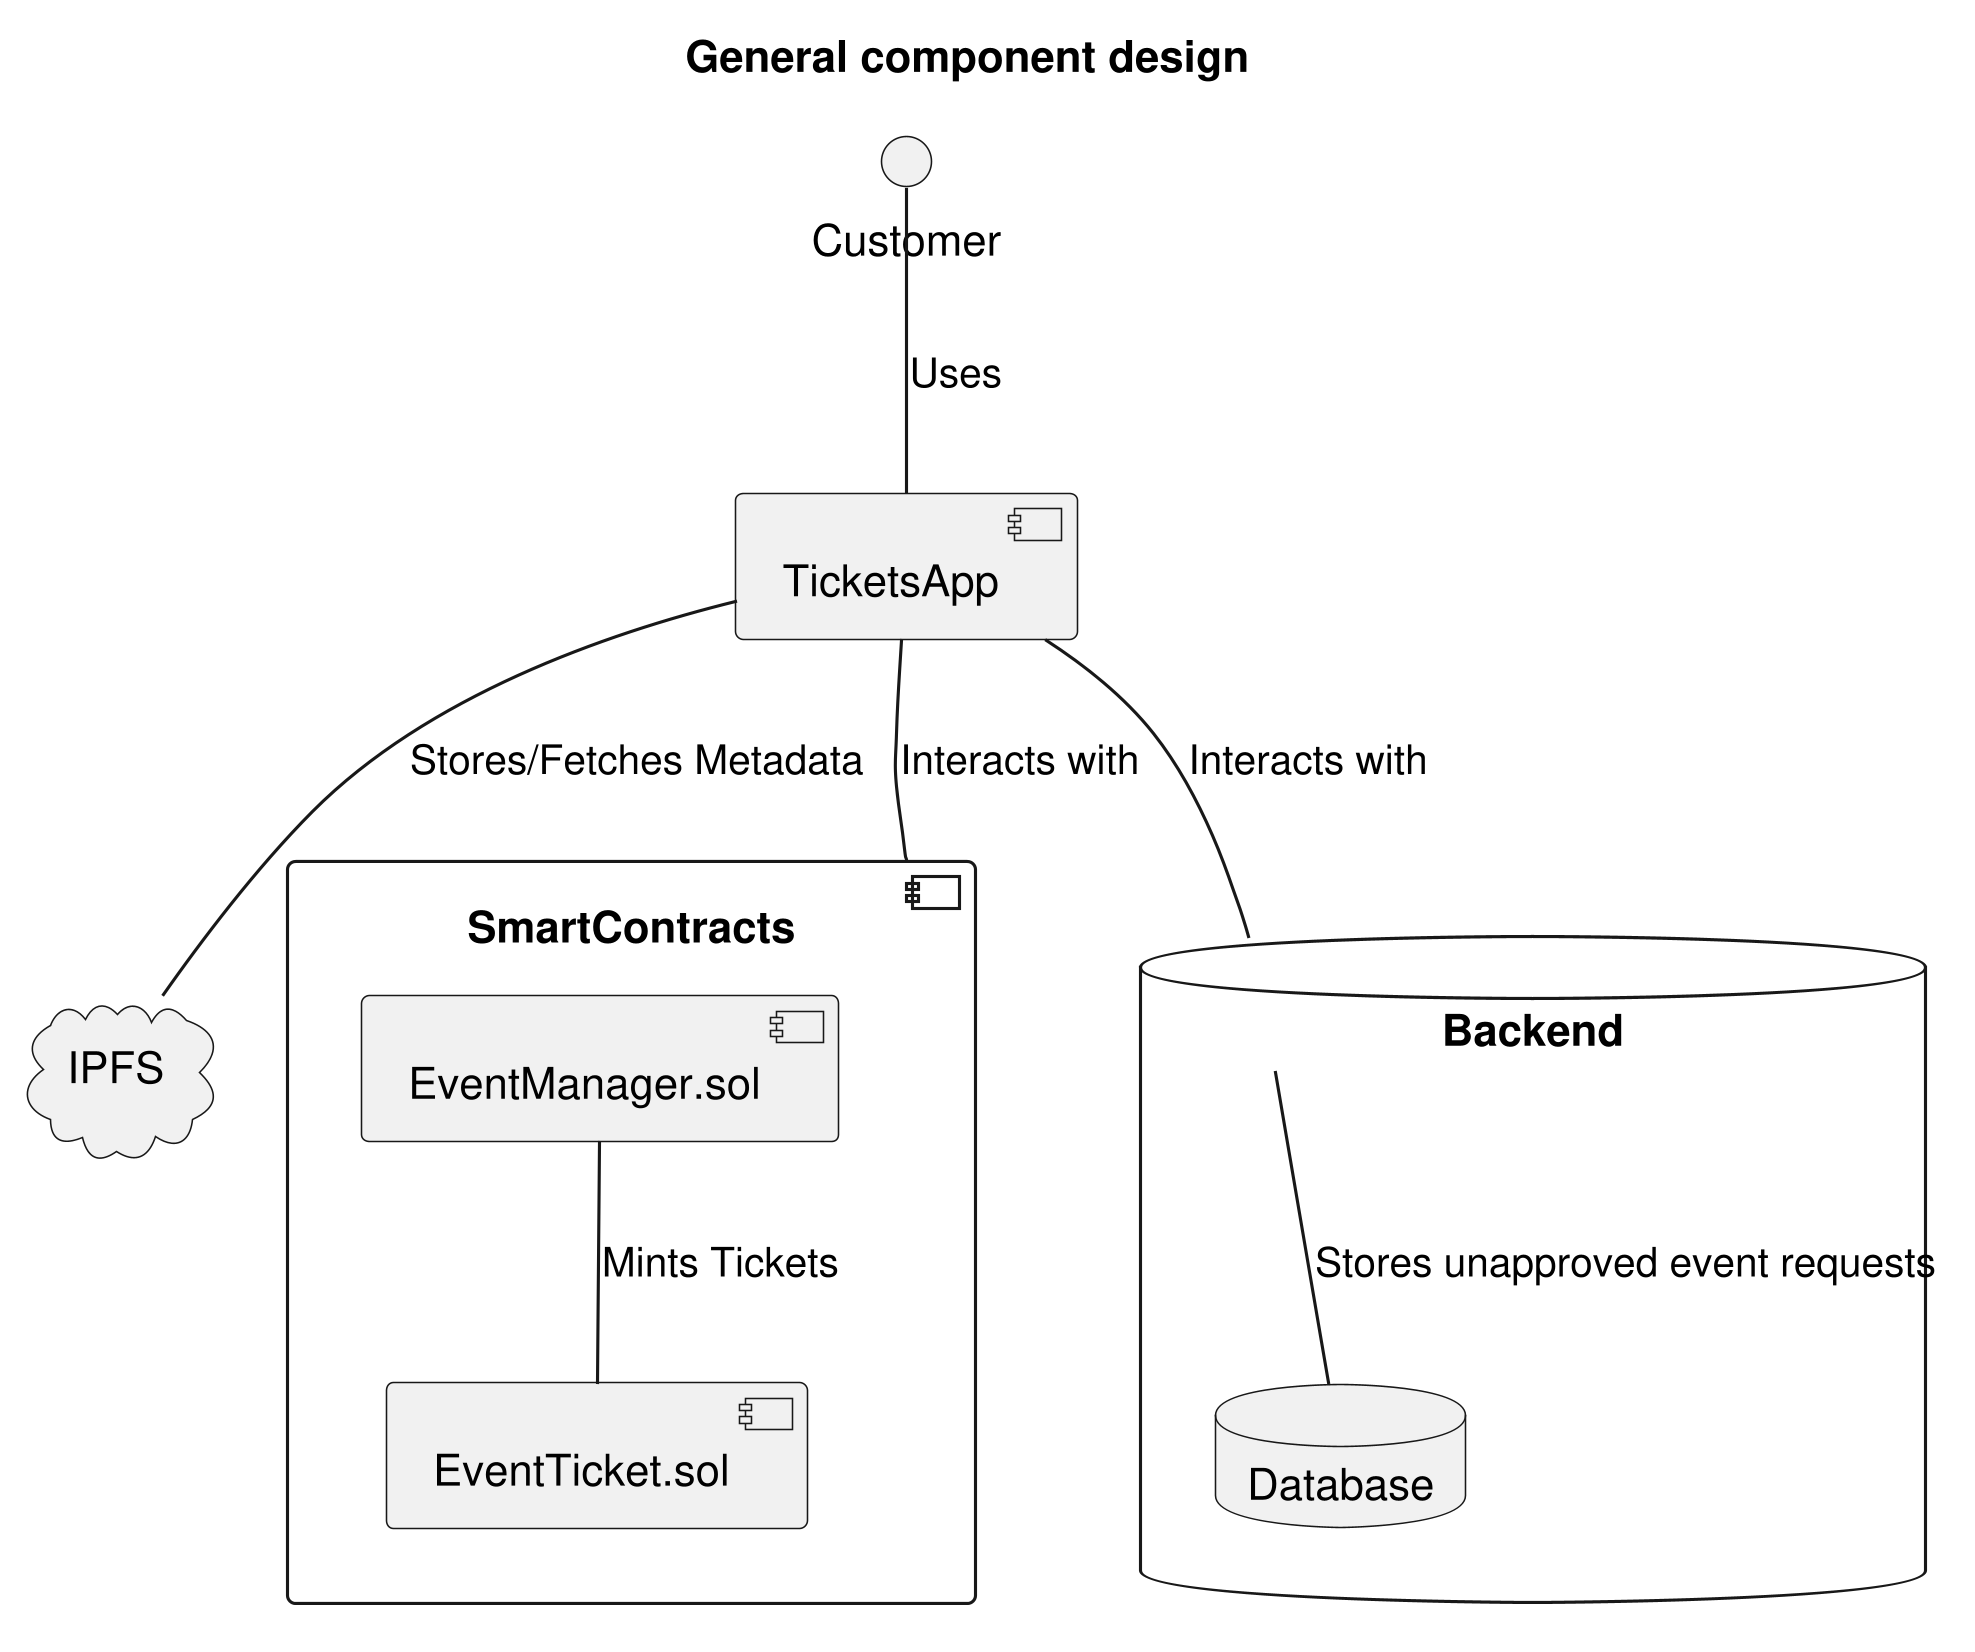 General component design
Customer
Uses
TicketsApp
Stores/Fetches Metadata
Interacts with
Interacts with
SmartContracts
Backend
IPFS
EventManager.sol
Mints Tickets
Stores unapproved event requests
EventTicket.sol
Database